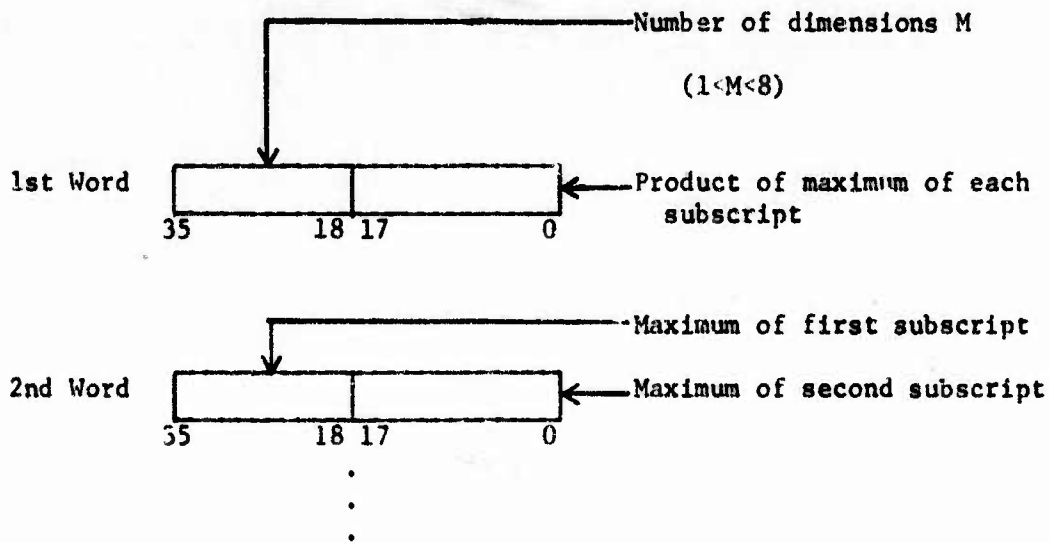 Number of dimensions M
(1<M<8)
1st Word
Product of maximum of each
subscript
35 18 17 0
Maximum of first subscript
2nd Word
Maximum of second subscript
35 18 17 0